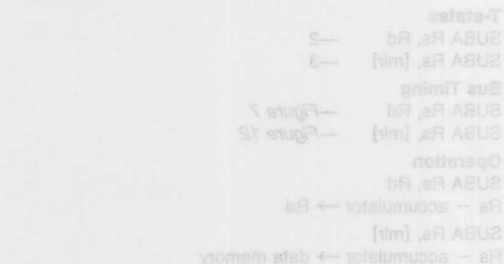 T-states
SUBA Rs, Rd —2
SUBA Rs, [mlr] —3
Bus Timing
SUBA Rs, Rd —Figure 7
SUBA Rs, [mlr] —Figure 12
Operation
SUBA Rs, Rd
Rs − accumulator → Rd
SUBA Rs, [mlr]
Rs − accumulator → data memory